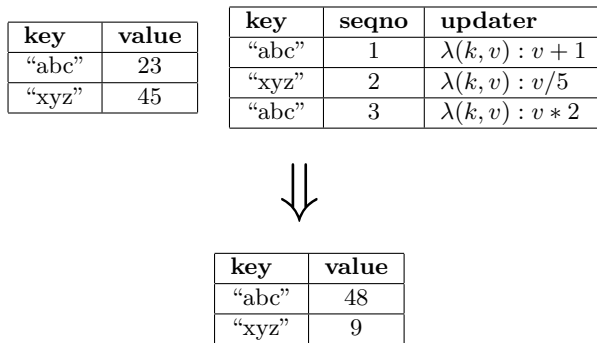 key value
“abc” 23
“xyz” 45
key seqno updater
“abc” 1 λ(k, v) : v + 1
“xyz” 2 λ(k, v) : v/5
“abc” 3 λ(k, v) : v ∗ 2
⇓
key value
“abc” 48
“xyz” 9